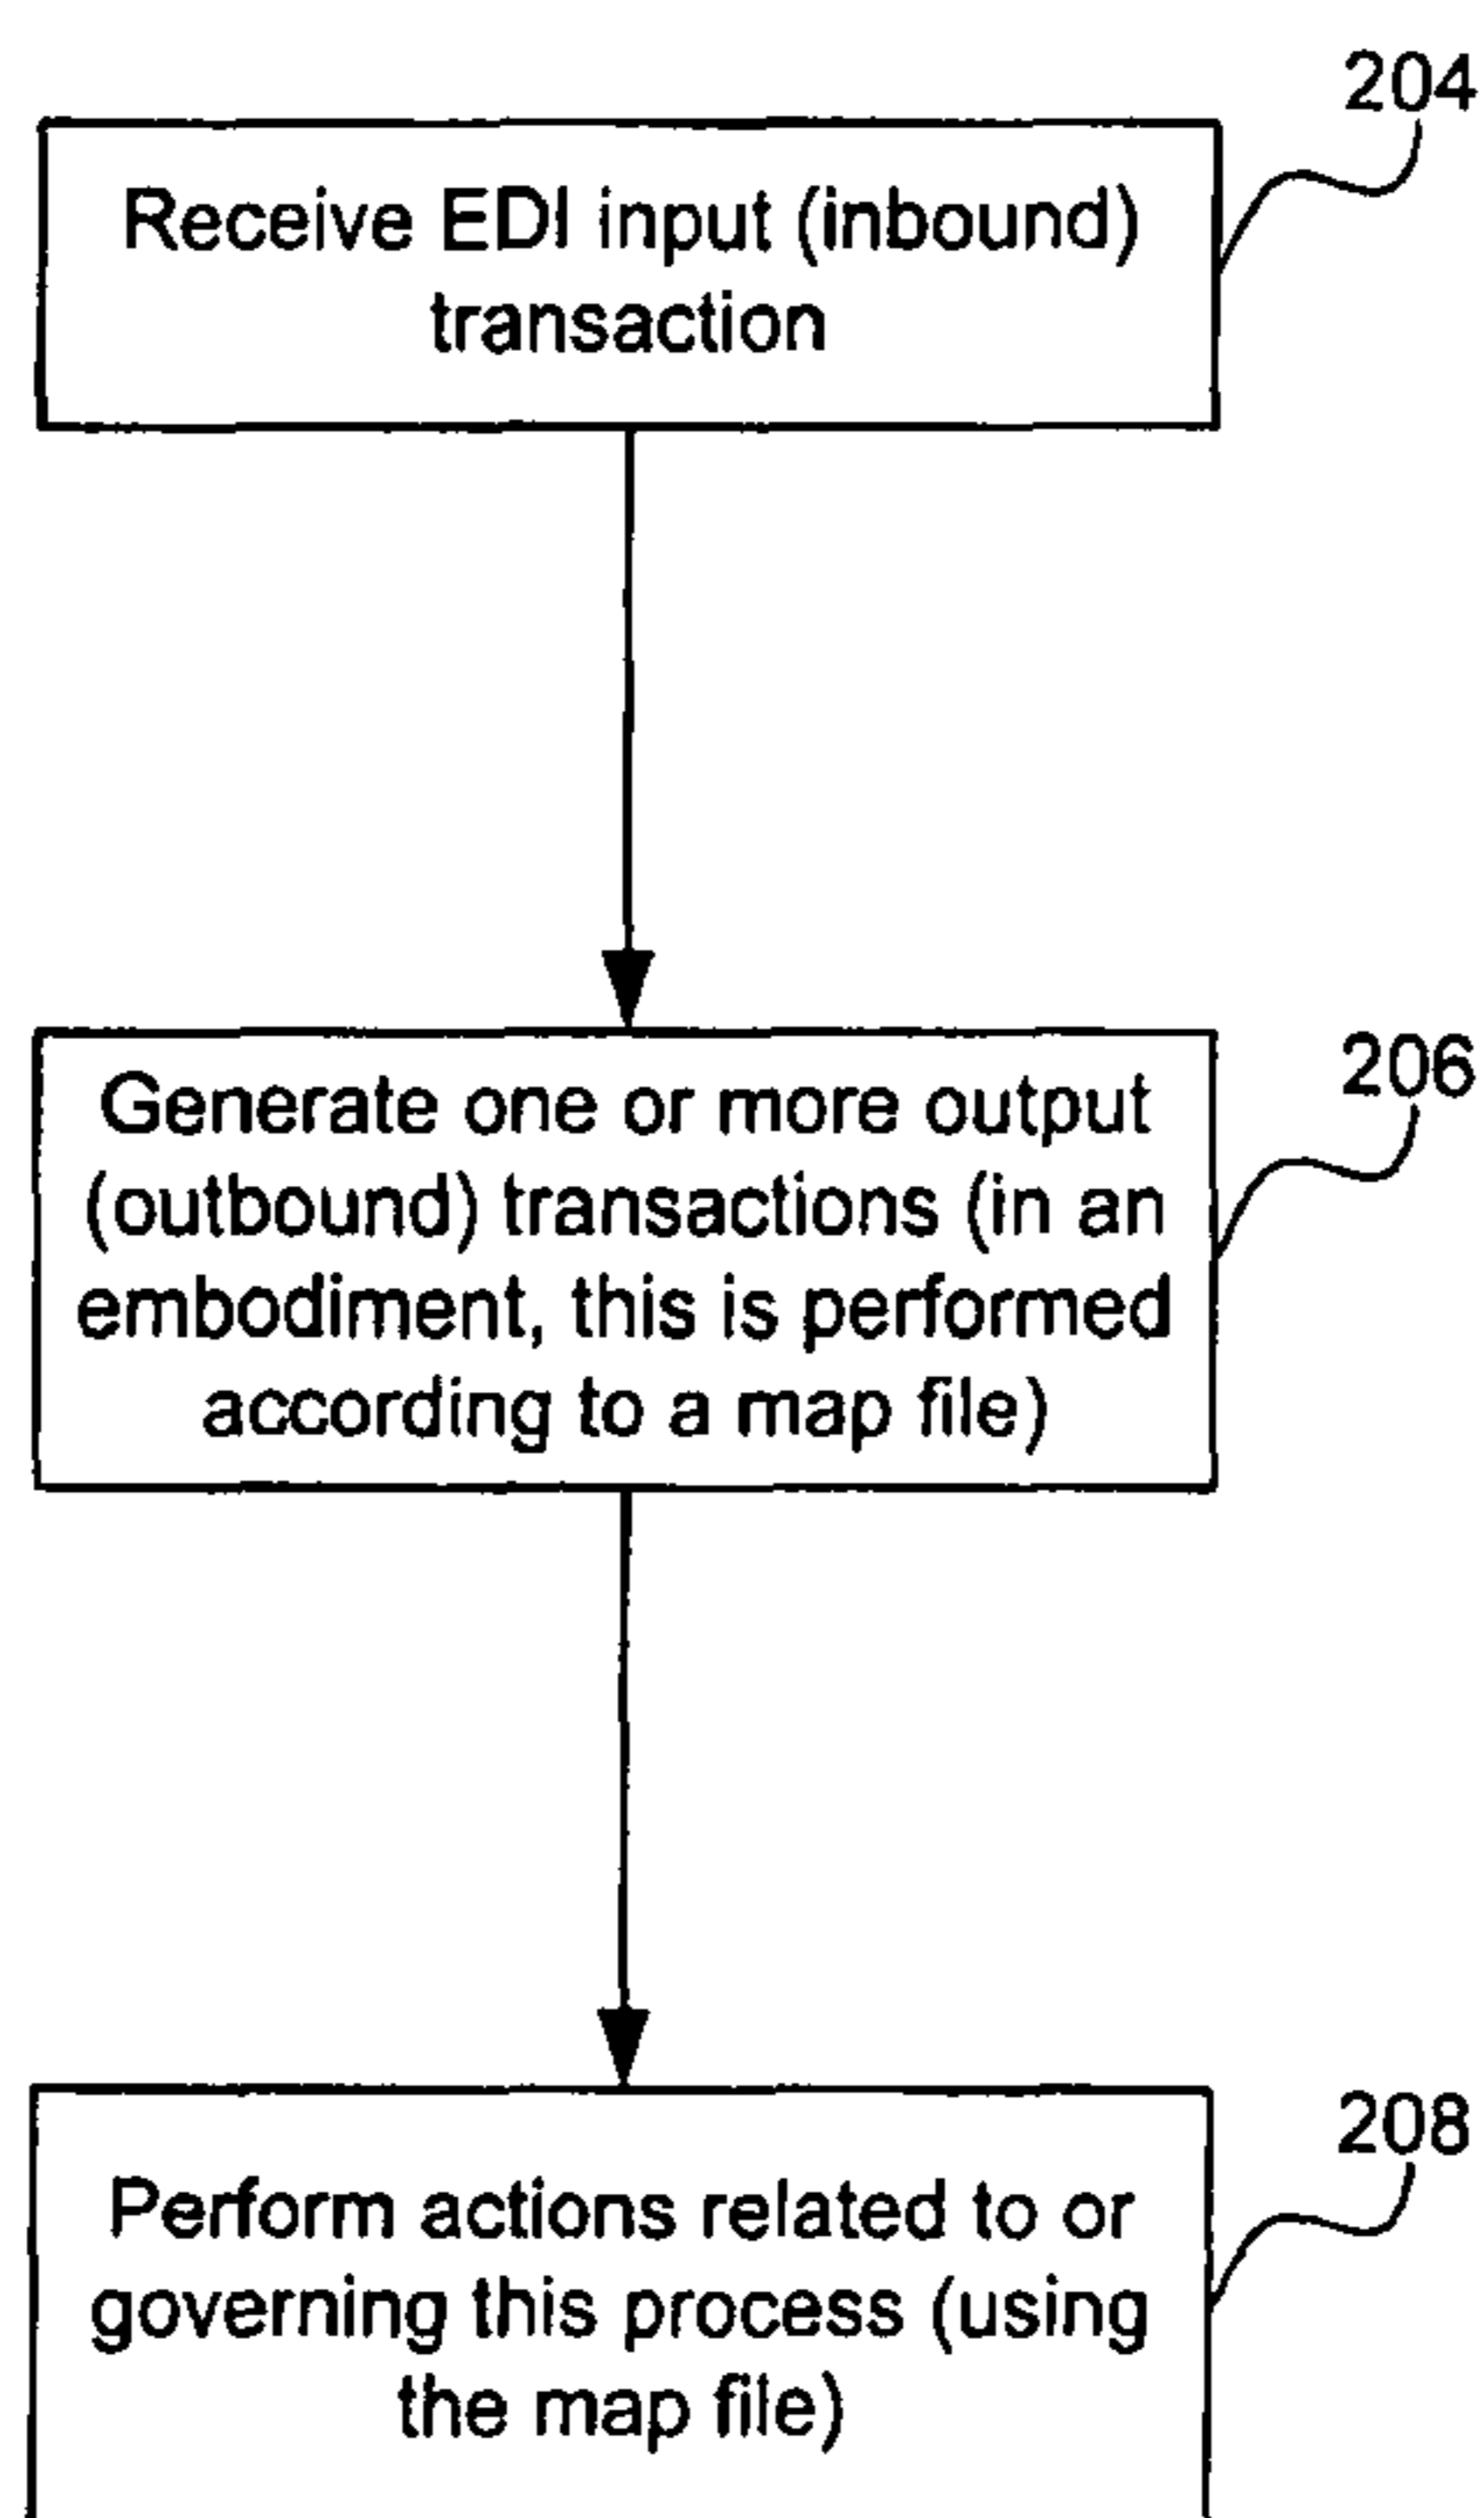 204
Receive EDI input (inbound)
transaction
206
Generate one or more output
(outbound) transactions (in an
embodiment, this is performed
according to a map file)
208
Perform actions related to or
governing this process (using
the map file)